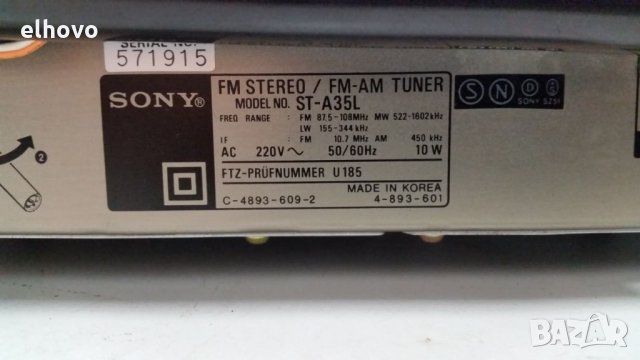 elhovo
SERIAL NO.
571915
SONY®
FM STEREO / FM-AM TUNER
MODEL NO. ST-A35L
FREQ RANGE : FM 87.5-108MHz MW 522-1602kHz
LW 155-344kHz
IF : FM 10.7 MHz AM 450 kHz
AC 220V~ 50/60Hz 10 W
FTZ-PRÜFNUMMER U185
MADE IN KOREA
C-4893-609-2 4-893-601
S N D
SONY
2
BAZAR